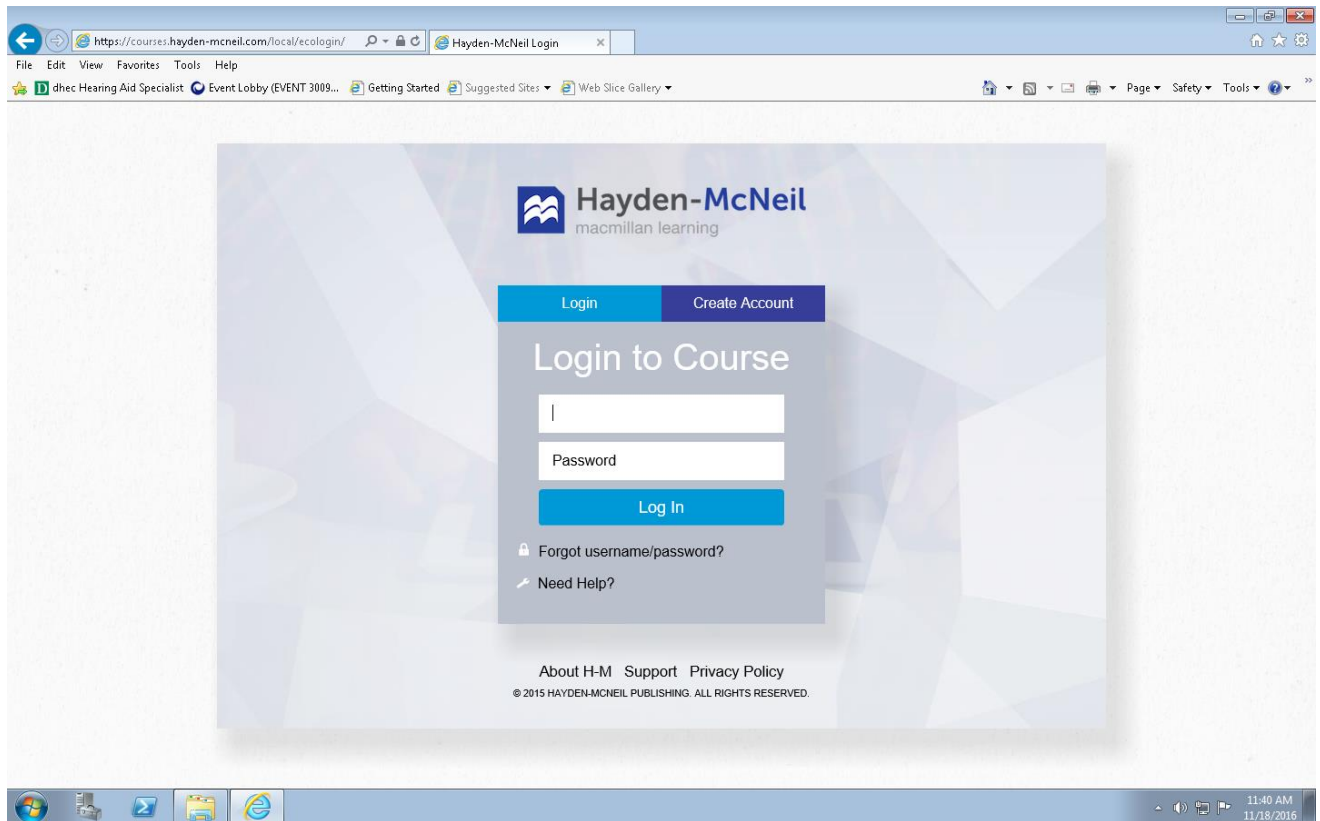 https://courses.hayden-mcneil.com/local/ecologin/ Hayden-McNeil Login
File Edit View Favorites Tools Help
dhec Hearing Aid Specialist Event Lobby (EVENT 3009... Getting Started Suggested Sites Web Slice Gallery Page Safety Tools
Hayden-McNeil
macmillan learning
Login Create Account
Login to Course
Password
Log In
Forgot username/password?
Need Help?
About H-M Support Privacy Policy
© 2015 HAYDEN-MCNEIL PUBLISHING. ALL RIGHTS RESERVED.
11:40 AM
11/18/2016